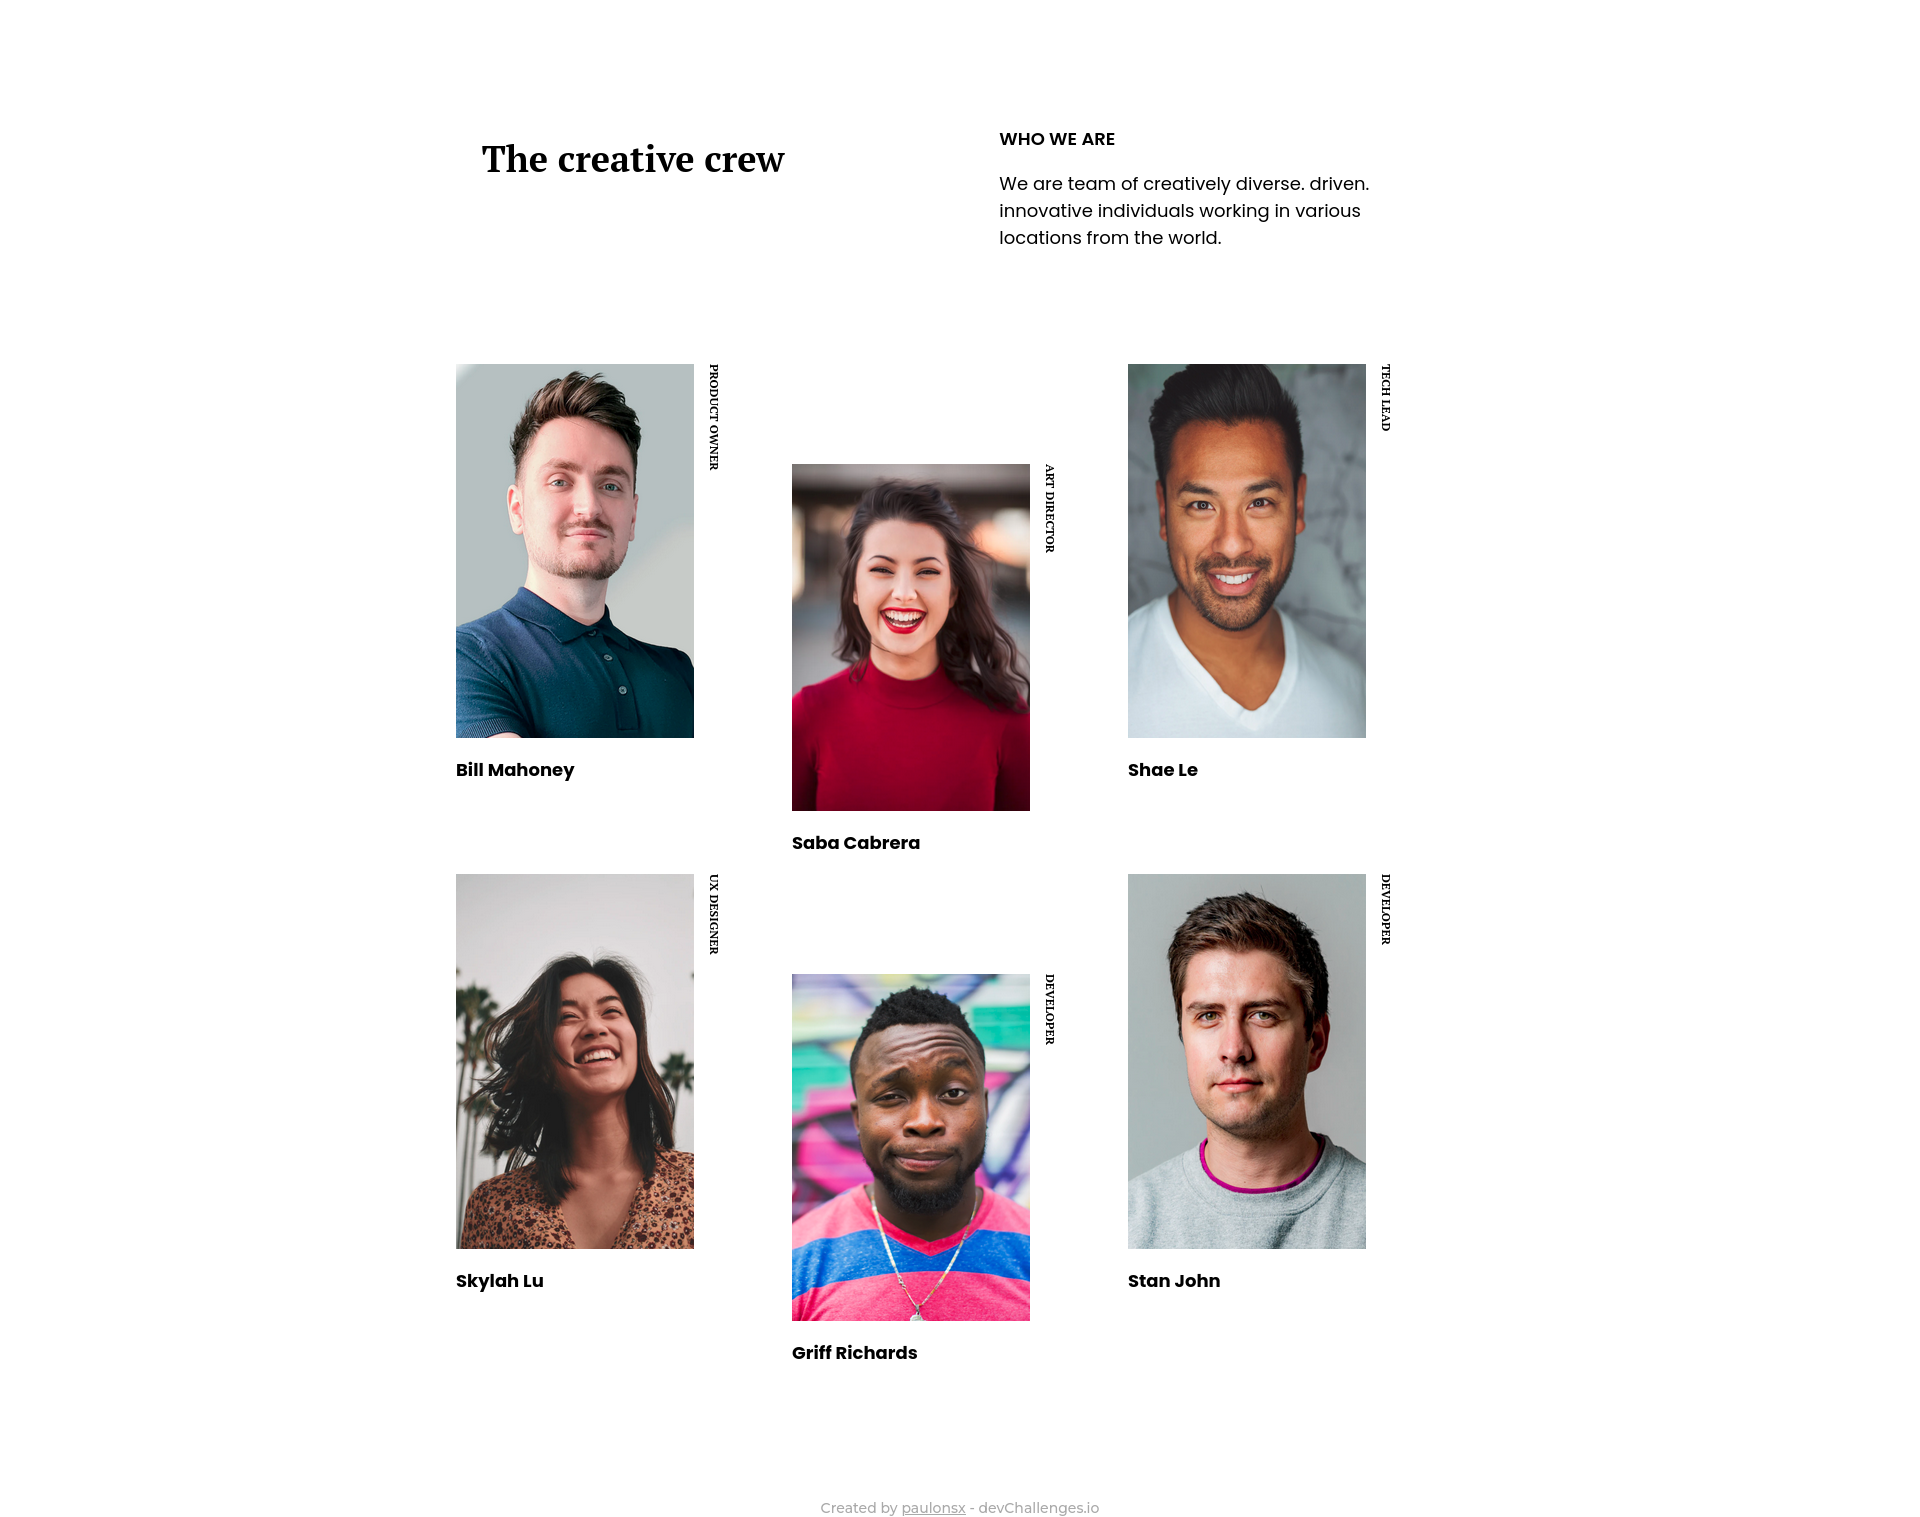 The creative crew
WHO WE ARE
We are team of creatively diverse. driven.
innovative individuals working in various
locations from the world.
PRODUCT OWNER
Bill Mahoney
ART DIRECTOR
Saba Cabrera
TECH LEAD
Shae Le
UX DESIGNER
Skylah Lu
DEVELOPER
Griff Richards
DEVELOPER
Stan John
Created by paulonsx - devChallenges.io